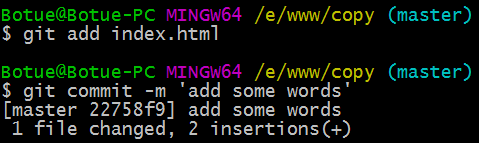 Botue@Botue-PC MINGW64 /e/www/copy (master)
$ git add index.html
Botue@Botue-PC MINGW64 /e/www/copy (master)
$ git commit -m 'add some words'
[master 22758f9] add some words
1 file changed, 2 insertions(+)